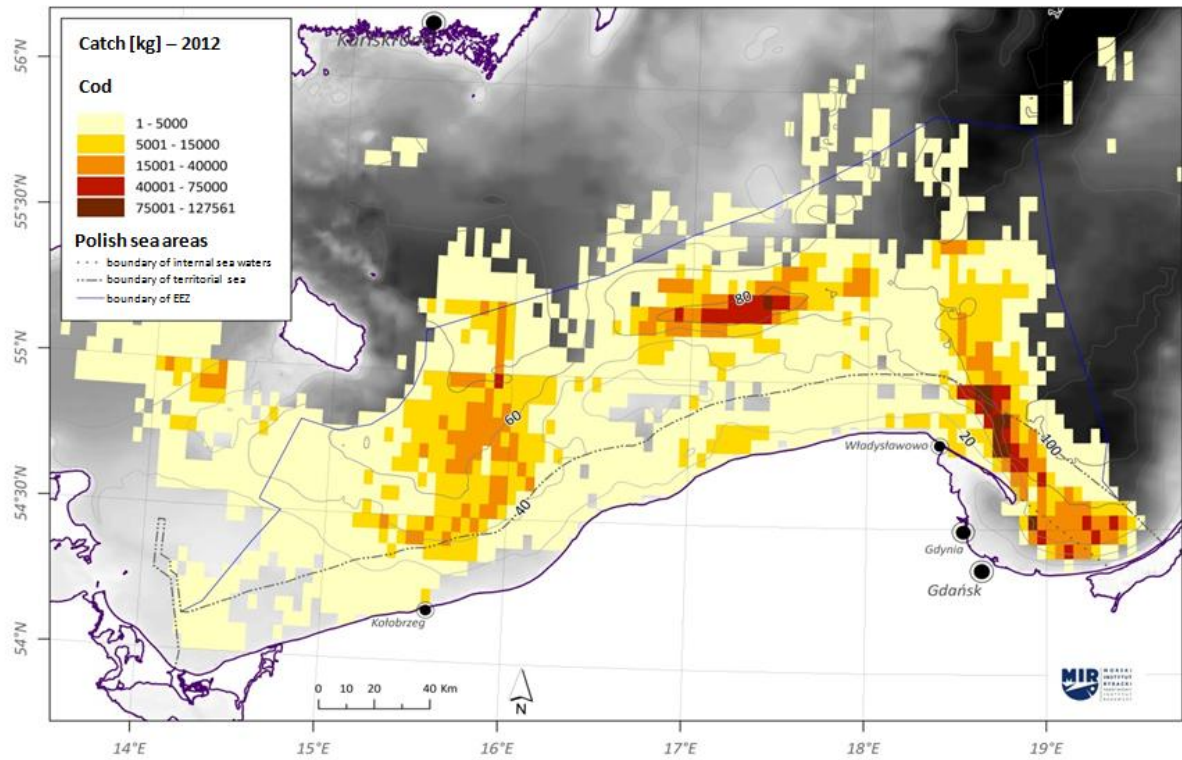 Catch [kg] – 2012
Cod
1 - 5000
5001 - 15000
15001 - 40000
40001 - 75000
75001 - 127561
Polish sea areas
boundary of internal sea waters
boundary of territorial sea
boundary of EEZ
56°N
55°30'N
55°N
54°30'N
54°N
80
60
40
20
100
Władysławowo
Gdynia
Gdańsk
Kołobrzeg
0 10 20 40 Km
N
MIR
MORSKI
INSTYTUT
RYBACKI
14°E 15°E 16°E 17°E 18°E 19°E